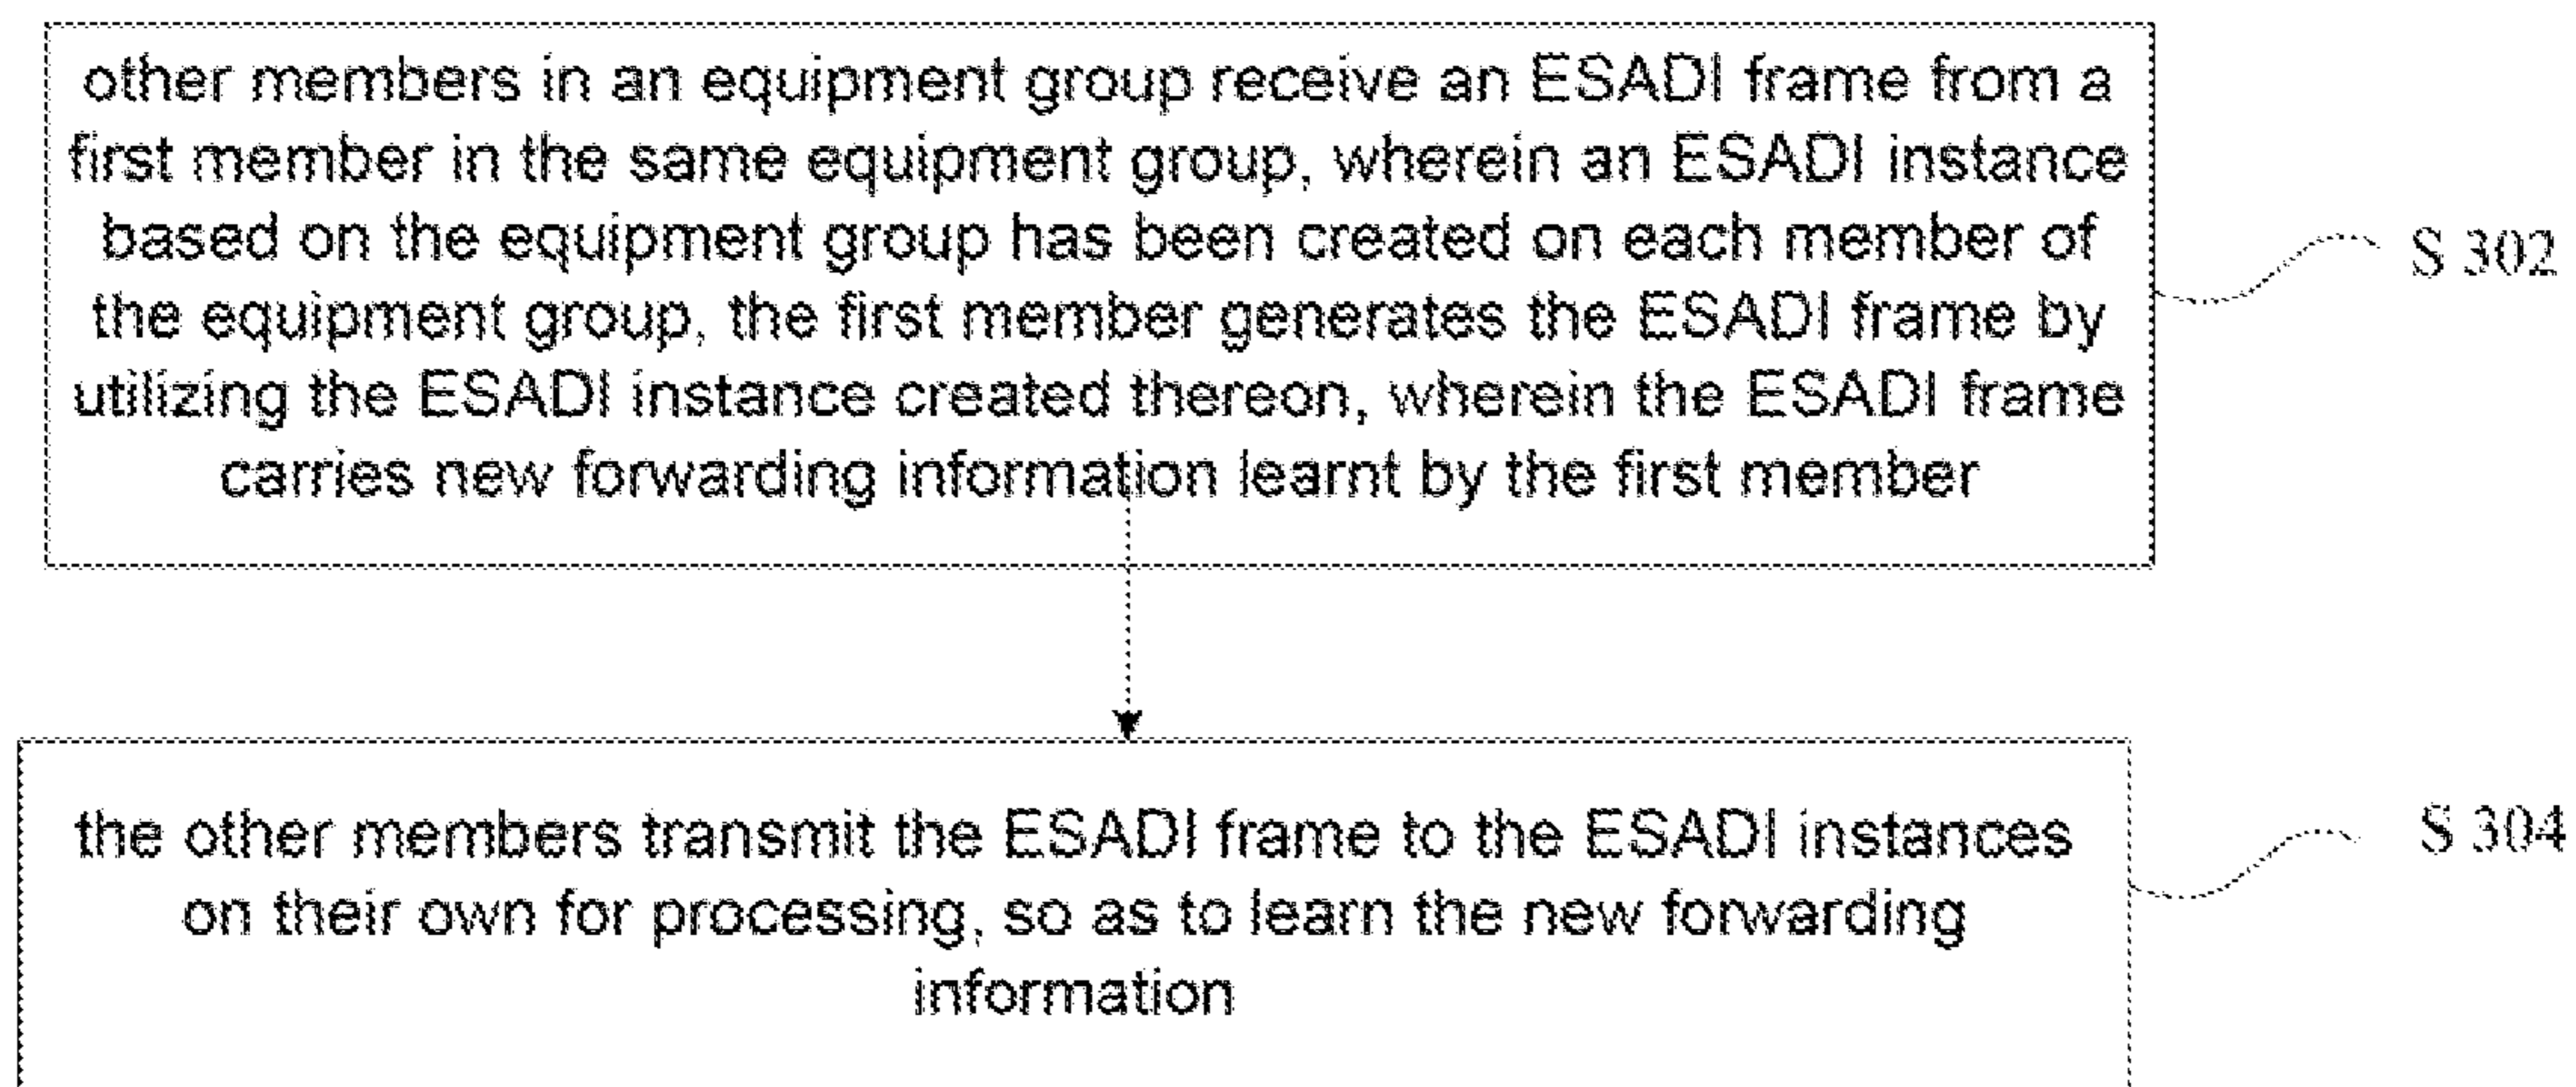 other members in an equipment group receive an ESADI frame from a
first member in the same equipment group, wherein an ESADI instance
based on the equipment group has been created on each member of
the equipment group, the first member generates the ESADI frame by
utilizing the ESADI instance created thereon, wherein the ESADI frame
carries new forwarding information learnt by the first member
S 302
the other members transmit the ESADI frame to the ESADI instances
on their own for processing, so as to learn the new forwarding
information
S 304